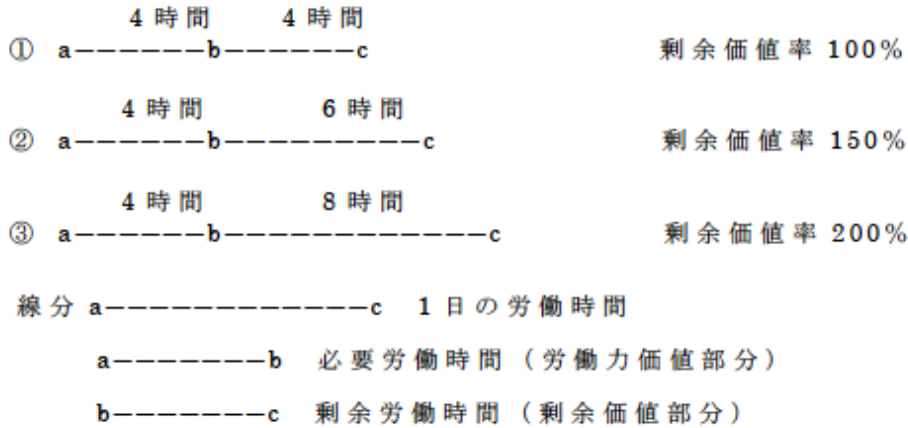 4時間 4時間
① a——————b——————c 剰余価値率 100%
4時間 6時間
② a——————b—————————c 剰余価値率 150%
4時間 8時間
③ a——————b————————————c 剰余価値率 200%
線分 a————————————c 1日の労働時間
a———————b 必要労働時間（労働力価値部分）
b———————c 剰余労働時間（剰余価値部分）